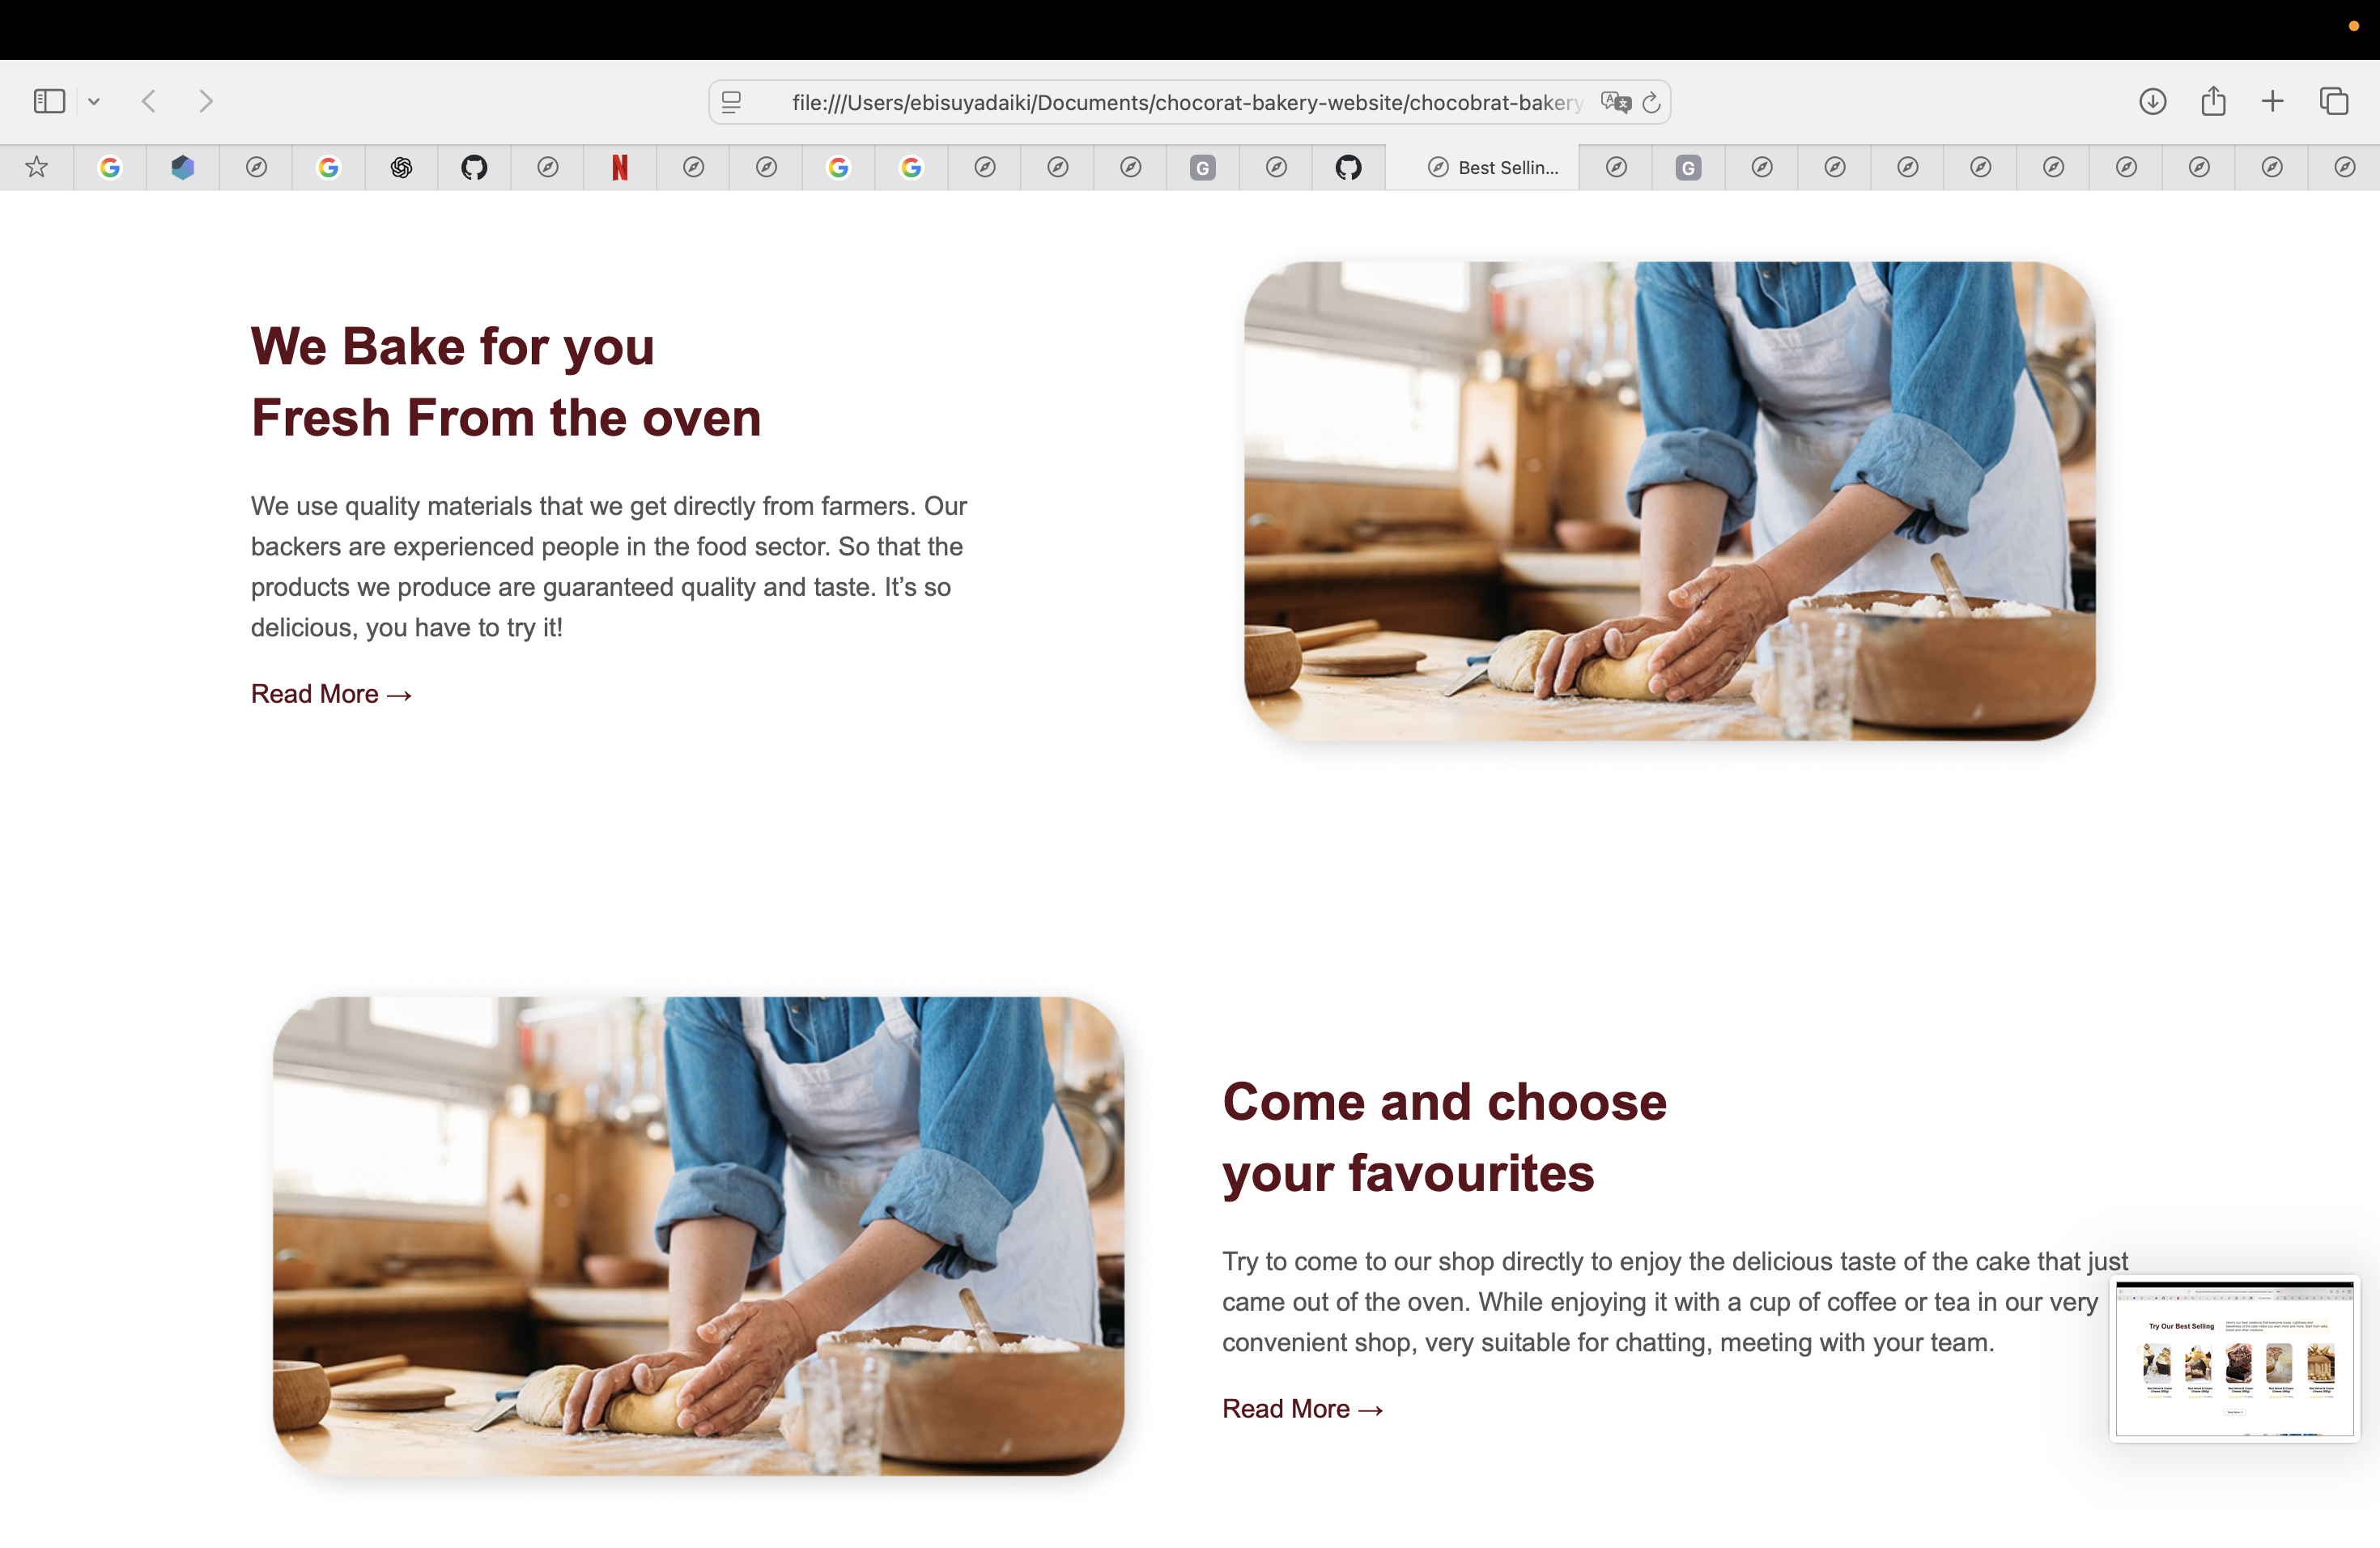 file:///Users/ebisuyadaiki/Documents/chocorat-bakery-website/chocobrat-bakery
Best Sellin...
We Bake for you
Fresh From the oven
We use quality materials that we get directly from farmers. Our
backers are experienced people in the food sector. So that the
products we produce are guaranteed quality and taste. It’s so
delicious, you have to try it!
Read More →
Come and choose
your favourites
Try to come to our shop directly to enjoy the delicious taste of the cake that just
came out of the oven. While enjoying it with a cup of coffee or tea in our very
convenient shop, very suitable for chatting, meeting with your team.
Read More →
Try Our Best Selling